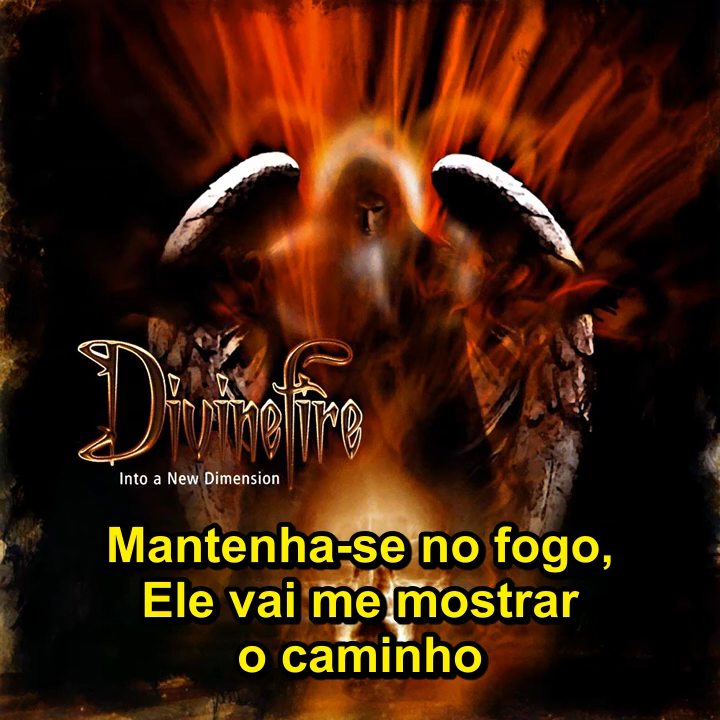 Divinefire
Into a New Dimension
Mantenha-se no fogo,
Ele vai me mostrar
o caminho